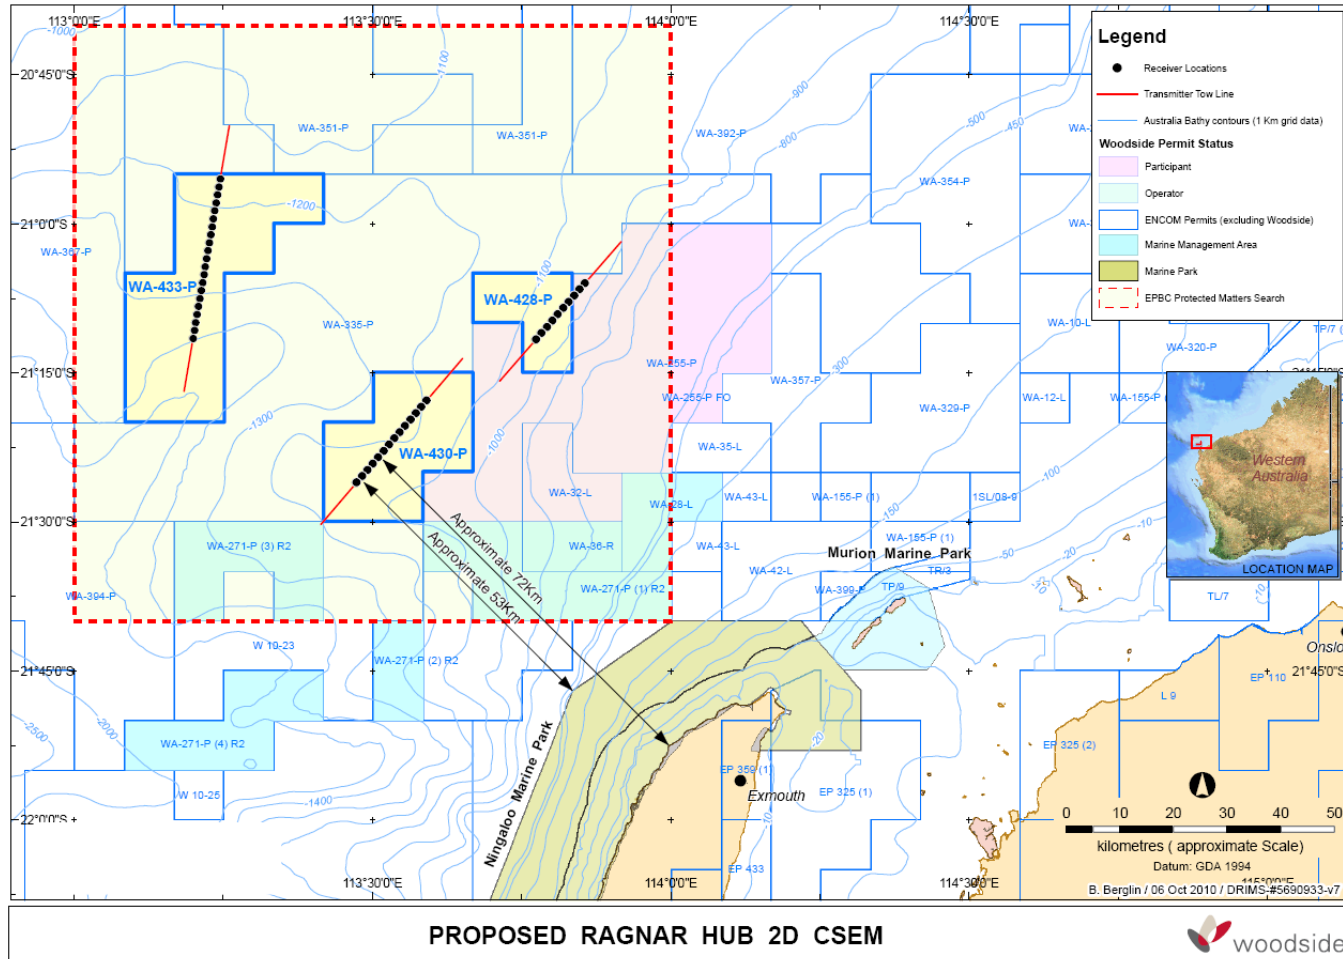 113°0'0"E
113°30'0"E
114°0'0"E
114°30'0"E
-1000
-1100
20°45'0"S
-900
-800
-500
-450
WA-351-P
WA-351-P
WA-392-P
WA-354-P
-1200
21°0'0"S
WA-367-P
WA-433-P
WA-428-P
-1100
WA-335-P
WA-10-L
TP/7
WA-320-P
WA-255-P
WA-357-P
-300
21°15'0"S
WA-255-P FO
WA-329-P
WA-12-L
WA-155-P
-1300
-1000
WA-430-P
WA-35-L
-100
WA-32-L
WA-28-L
WA-43-L
WA-155-P (1)
1SL/08-9
-150
-10
21°30'0"S
WA-271-P (3) R2
WA-36-R
WA-43-L
WA-155-P (1)
-50
-20
Approximate 72Km
Approximate 53Km
Murion Marine Park
WA-42-L
TR/3
WA-394-P
WA-271-P (1) R2
WA-399-P
TP/9
TL/7
-10
W 10-23
WA-271-P (2) R2
21°45'0"S
21°45'0"S
Onslo
EP 110
L 9
-2500
-2000
WA-271-P (4) R2
-20
EP 325 (2)
Ningaloo Marine Park
EP 359 (1)
Exmouth
EP 325 (1)
W 10-25
-1400
-10
22°0'0"S
EP 433
113°30'0"E
114°0'0"E
114°30'0"E
115°0'0"E
Legend
Receiver Locations
Transmitter Tow Line
Australia Bathy contours (1 Km grid data)
Woodside Permit Status
Participant
Operator
ENCOM Permits (excluding Woodside)
Marine Management Area
Marine Park
EPBC Protected Matters Search
Western
Australia
LOCATION MAP
0 10 20 30 40 50
kilometres ( approximate Scale)
Datum: GDA 1994
B. Berglin / 06 Oct 2010 / DRIMS-#5690933-v7
PROPOSED RAGNAR HUB 2D CSEM
woodside